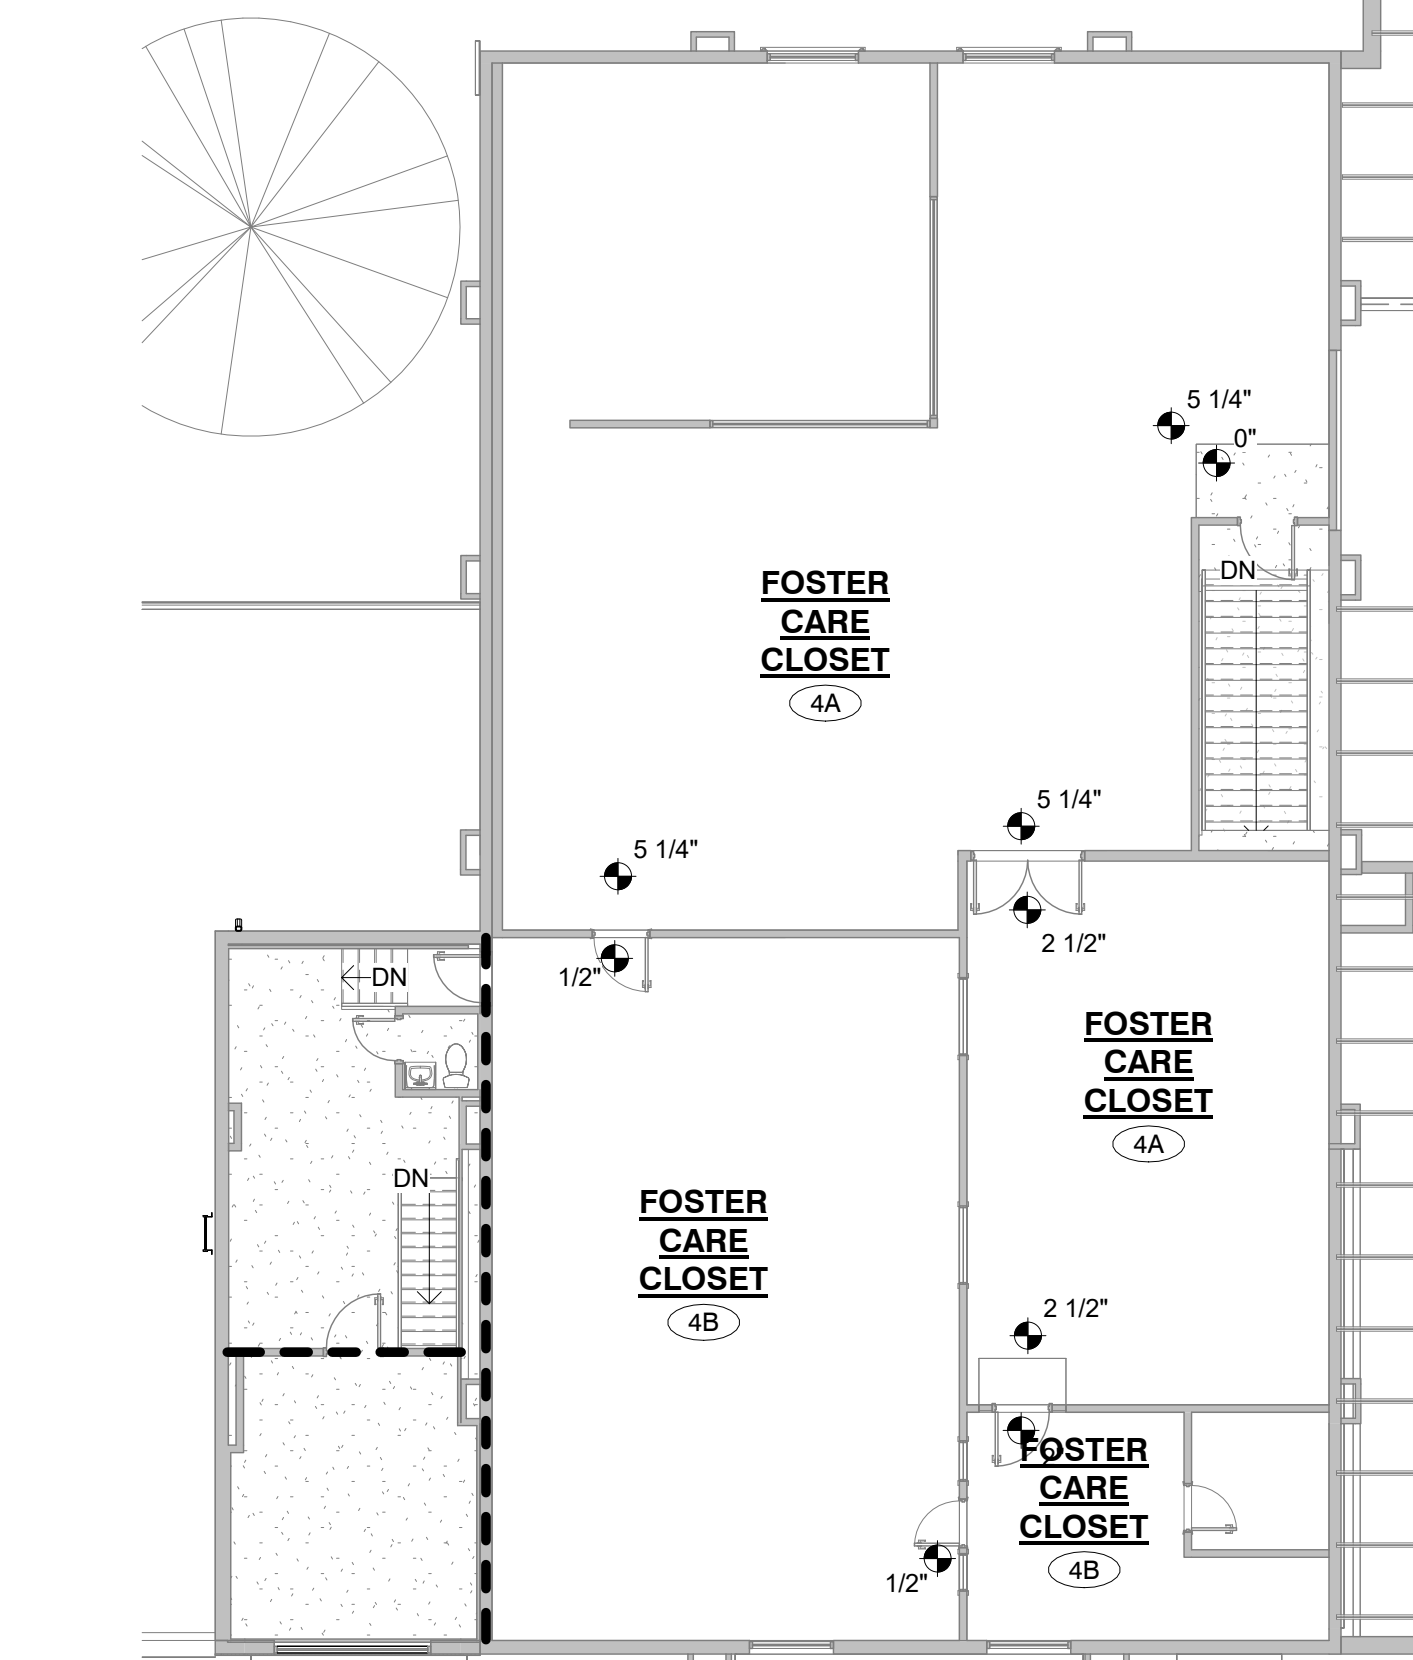 5 1/4"
0"
DN
FOSTER
CARE
CLOSET
4A
5 1/4"
5 1/4"
2 1/2"
1/2"
DN
FOSTER
CARE
CLOSET
4A
DN
FOSTER
CARE
CLOSET
4B
2 1/2"
FOSTER
CARE
CLOSET
4B
1/2"